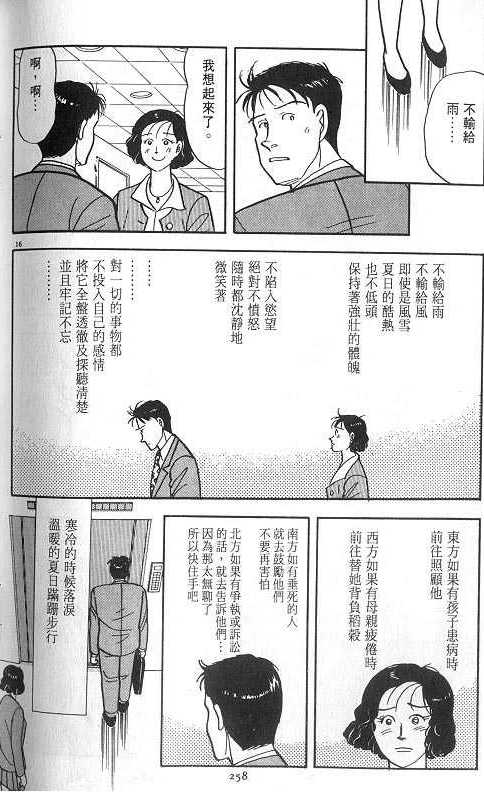 不輸給
雨……
我想起來了。
啊，啊…
16
不輸給雨
不輸給風
即使是風雪
夏日的酷熱
也不低頭
保持著強壯的體魄
不陷入慾望
絕對不憤怒
隨時都沈靜地
微笑著
………
………
對一切的事物都
不投入自己的感情
將它全盤透徹及探聽清楚
並且牢記不忘
………
東方如果有孩子患病時
前往照顧他
西方如果有母親疲倦時
前往替她背負稻穀
南方如有垂死的人
就去鼓勵他們
不要再害怕
北方如果有爭執或訴訟
的話，就去告訴他們…
因為那太無聊了
所以快住手吧
寒冷的時候落淚
溫暖的夏日蹣跚步行
258